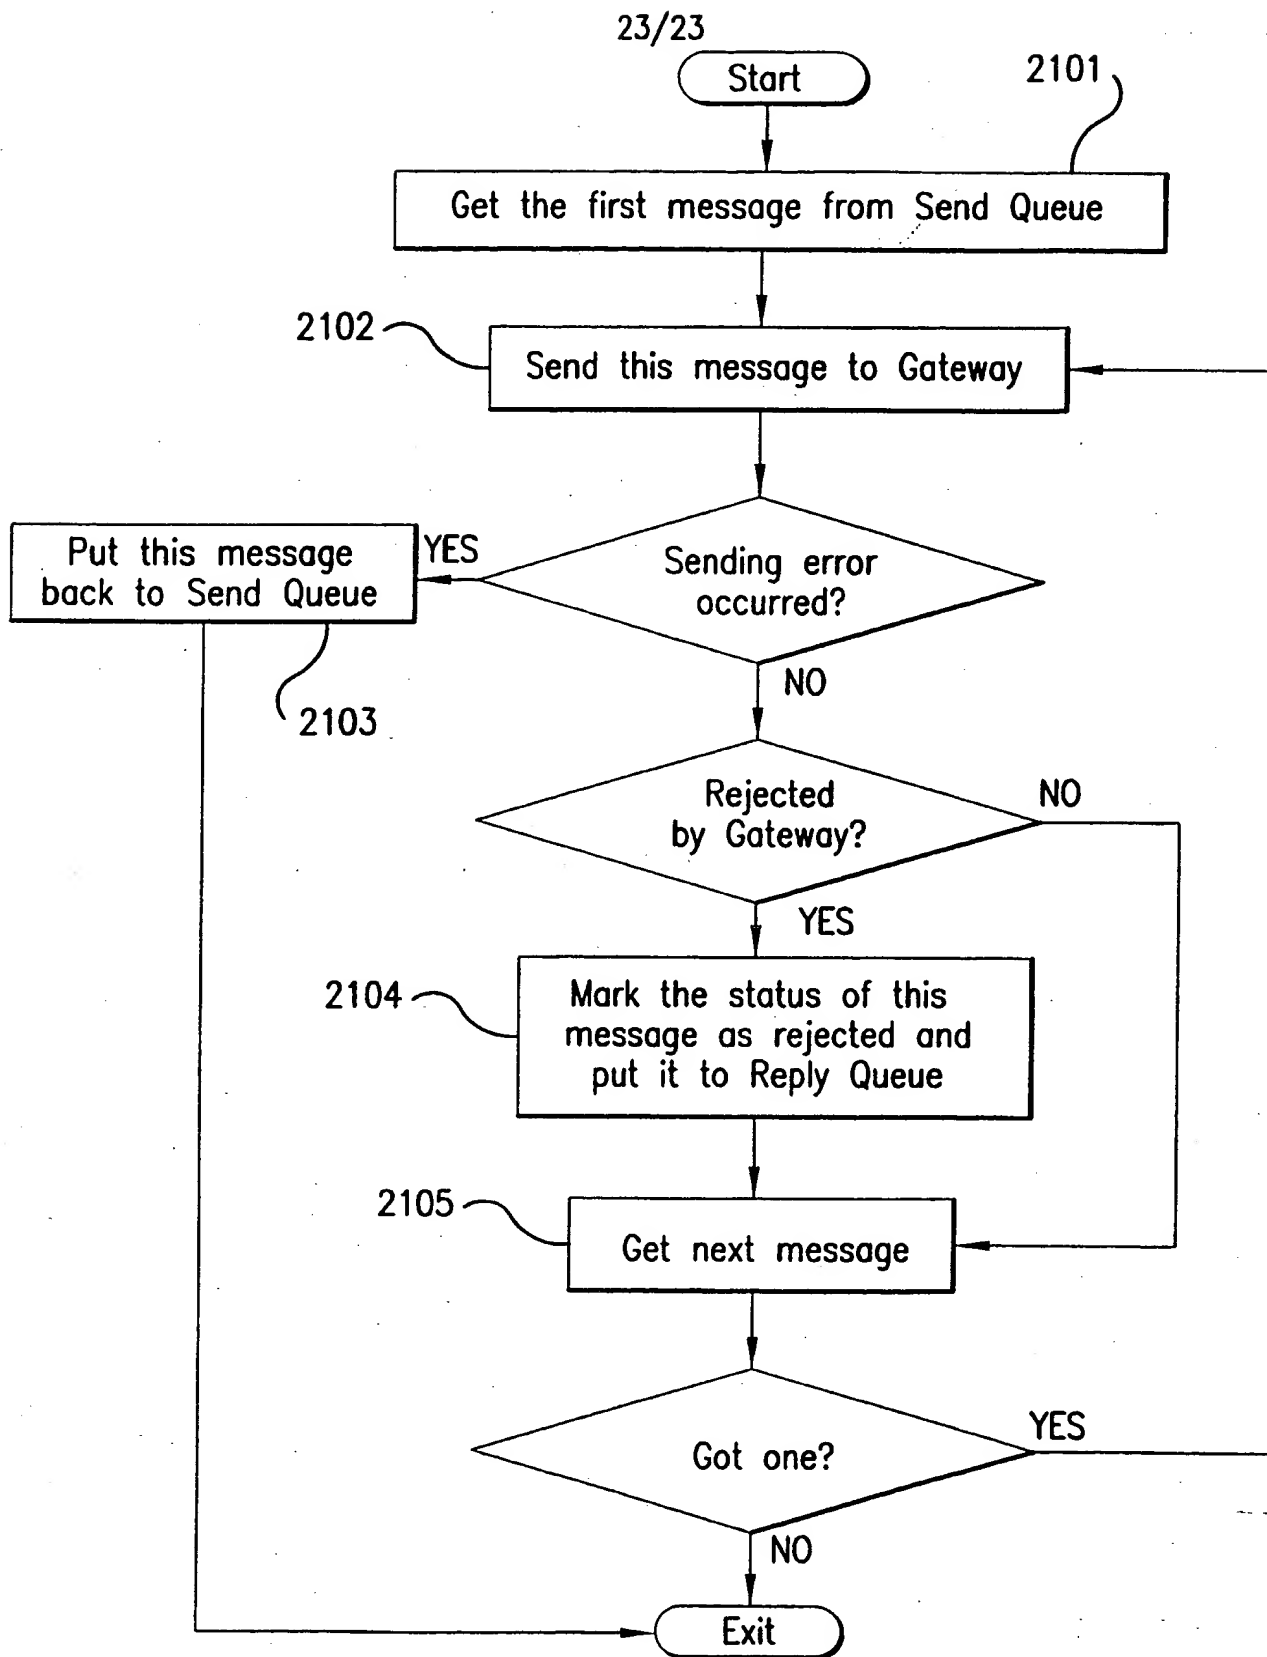 23/23
Start
2101
Get the first message from Send Queue
2102
Send this message to Gateway
Put this message
back to Send Queue
YES
Sending error
occurred?
2103
NO
Rejected
by Gateway?
NO
YES
2104
Mark the status of this
message as rejected and
put it to Reply Queue
2105
Get next message
Got one?
YES
NO
Exit